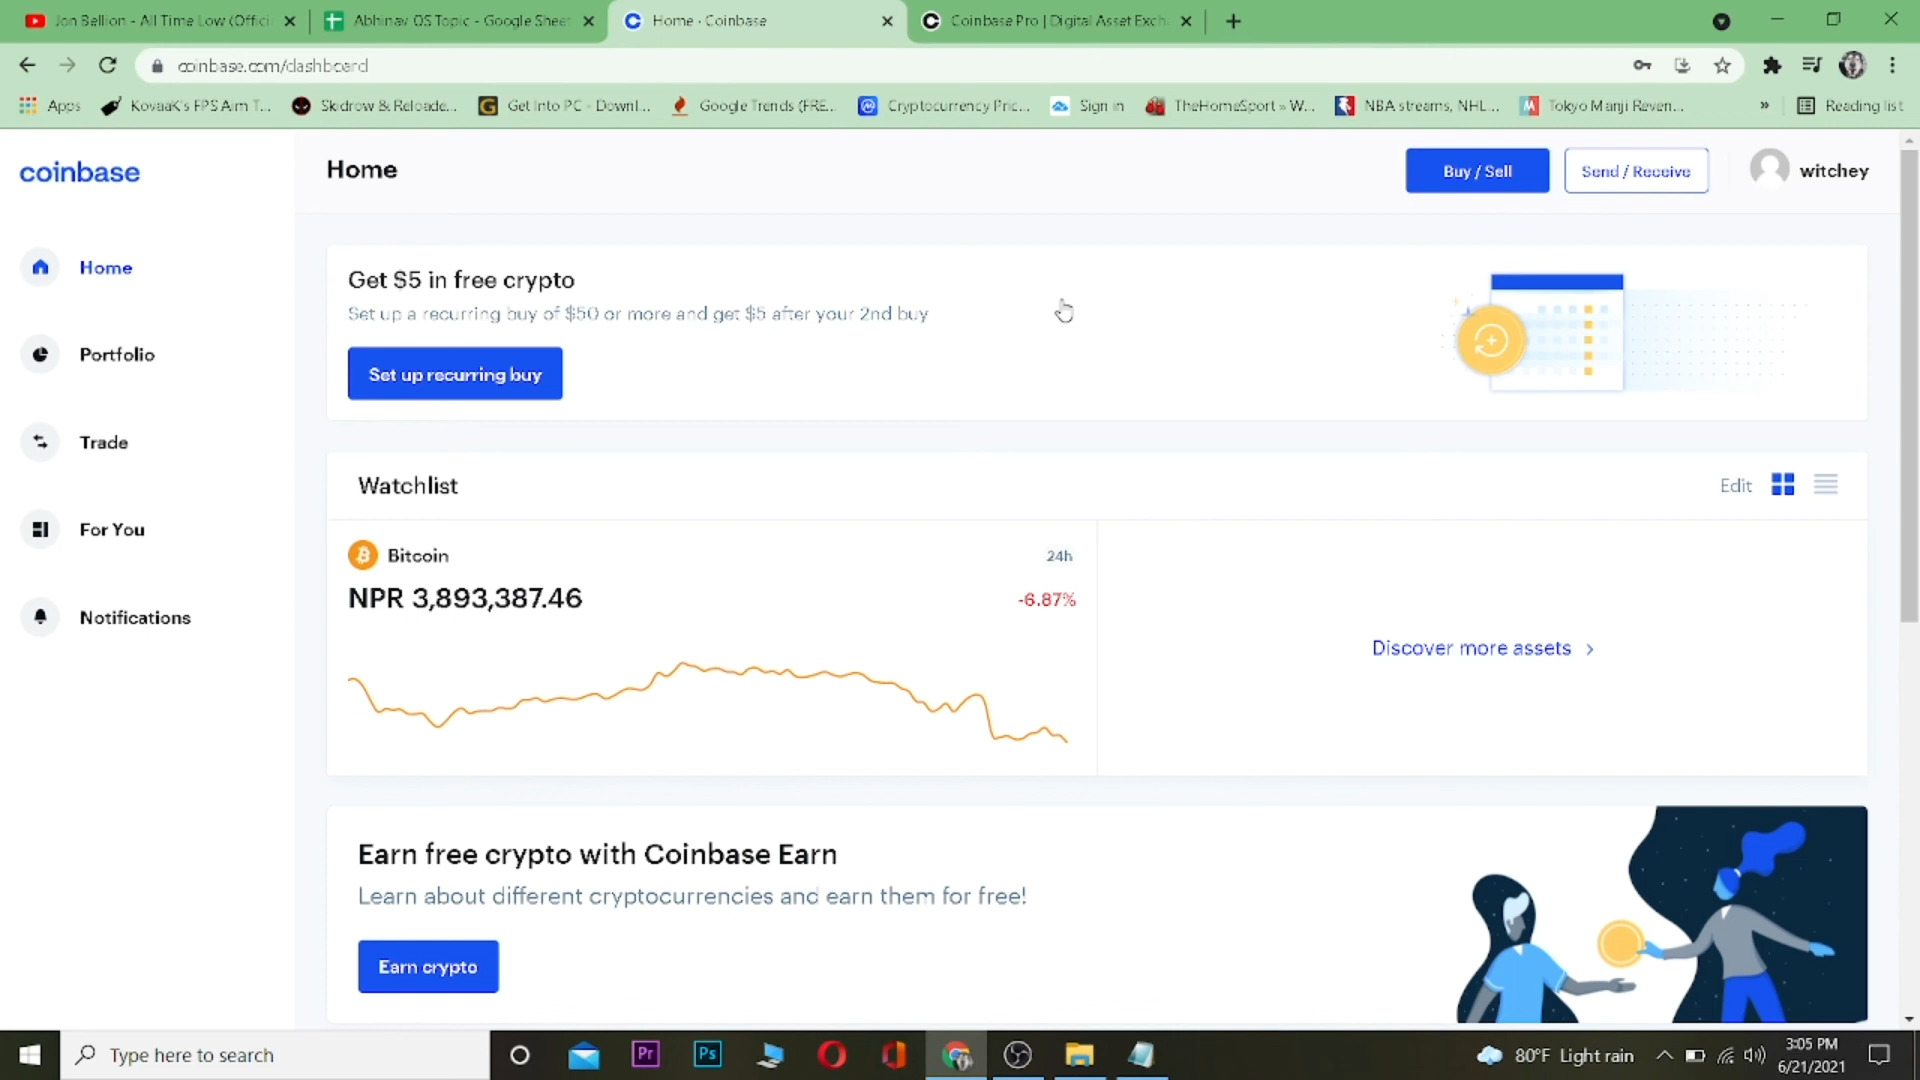 Jon Bellion - All Time Low (Offici
Abhinav OS Topic - Google Sheet
Home - Coinbase
Coinbase Pro | Digital Asset Exch
coinbase.com/dashboard
Apps
KovaaK's FPS Aim T...
Skidrow & Reloade...
Get Into PC - Downl...
Google Trends (FRE...
Cryptocurrency Pric...
Sign in
TheHomeSport » W...
NBA streams, NHL...
Tokyo Manji Reven...
»
Reading list
coinbase
Home
Buy / Sell
Send / Receive
witchey
Home
Portfolio
Trade
For You
Notifications
Get $5 in free crypto
Set up a recurring buy of $50 or more and get $5 after your 2nd buy
Set up recurring buy
Watchlist
Edit
Bitcoin
24h
NPR 3,893,387.46
-6.87%
Discover more assets
Earn free crypto with Coinbase Earn
Learn about different cryptocurrencies and earn them for free!
Earn crypto
Type here to search
Pr
Ps
80°F Light rain
3:05 PM
6/21/2021